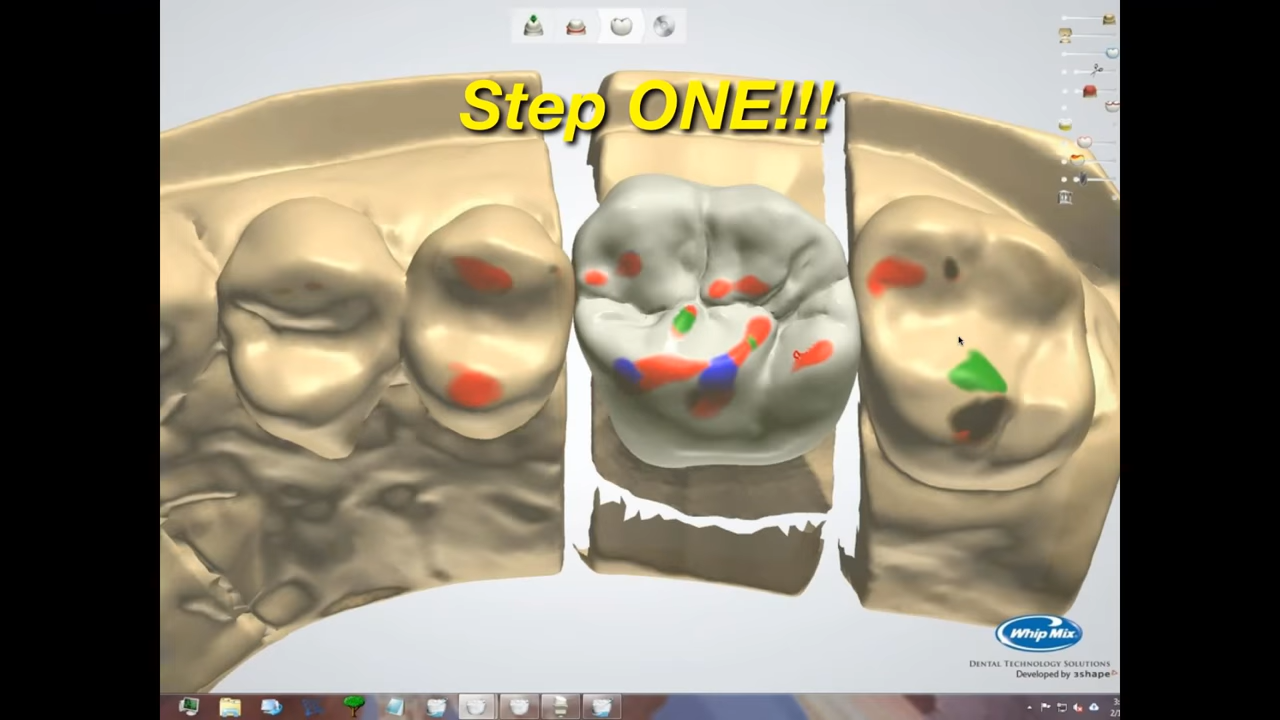 Step ONE!!!
Whip Mix
DENTAL TECHNOLOGY SOLUTIONS
Developed by 3shape